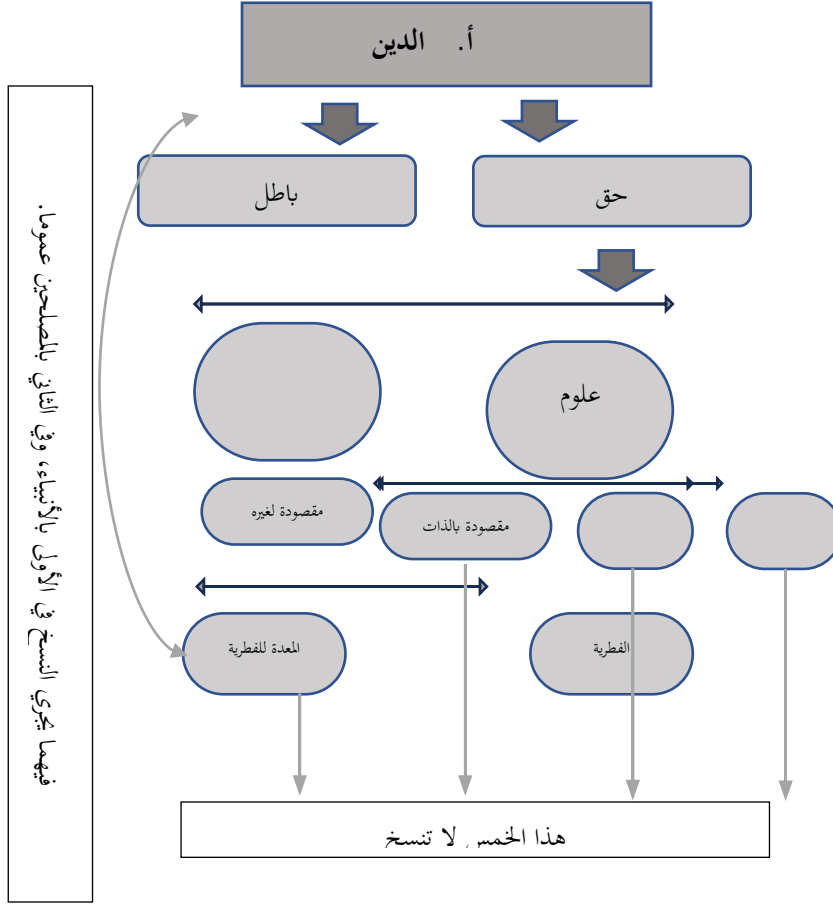 أ. الدين
حق
باطل
علوم
مقصودة بالذات
مقصودة لغيره
الفطرية
المعدة للفطرية
هذا الخمس لا تنسخ
فيهما يجري النسخ في الأولى بالأنبياء، وفي الثاني بالمصلحين عموما.